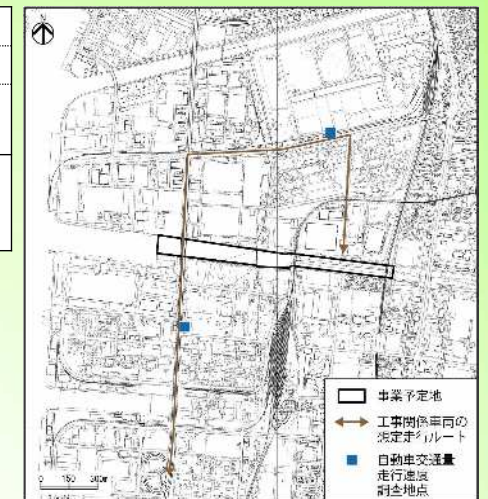 N
事業予定地
工事関係車両の
想定走行ルート
自動車交通量
走行速度
調査地点
0 150 300m